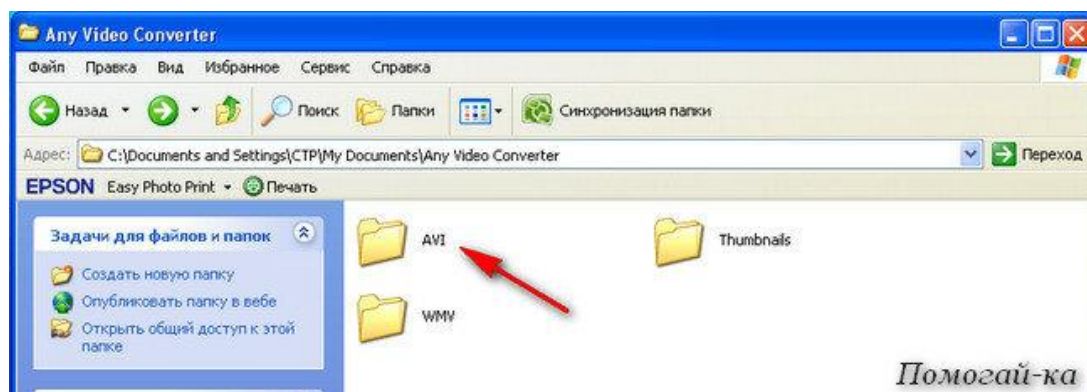 Any Video Converter
Файл Правка Вид Избранное Сервис Справка
Назад Поиск Папки Синхронизация папки
Адрес: C:\Documents and Settings\CTP\My Documents\Any Video Converter Переход
EPSON Easy Photo Print Печать
Задачи для файлов и папок
Создать новую папку
Опубликовать папку в вебе
Открыть общий доступ к этой
папке
AVI Thumbnails
WMV
Помогай-ка